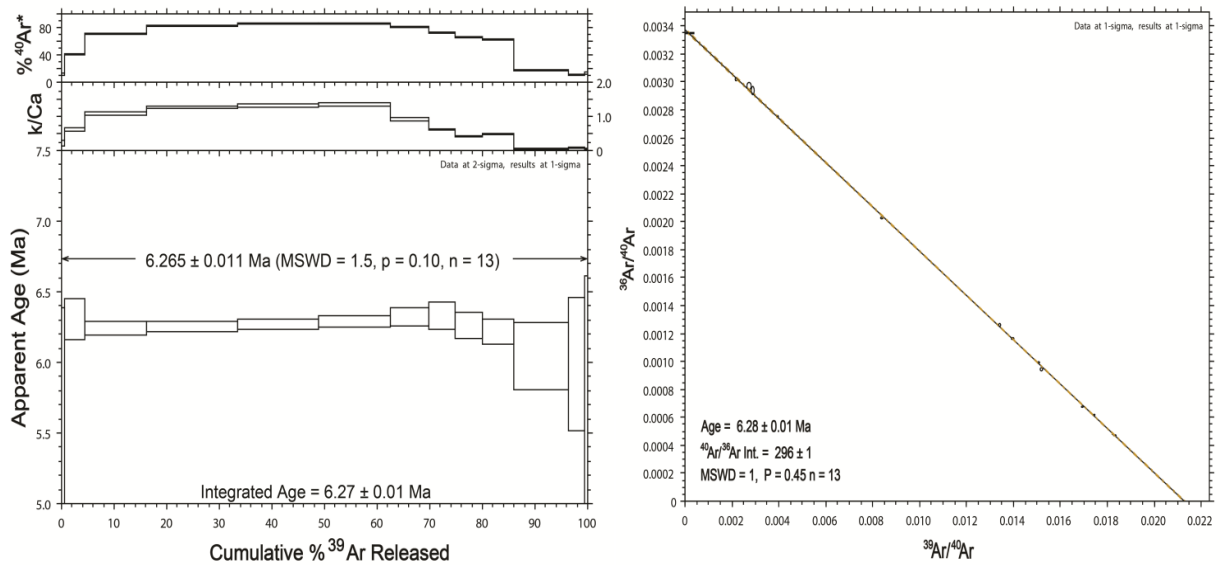 % 40Ar*
80
40
0
k/Ca
2.0
1.0
0
Apparent Age (Ma)
7.5
7.0
6.5
6.0
5.5
5.0
Data at 2-sigma, results at 1-sigma
6.265 ± 0.011 Ma (MSWD = 1.5, p = 0.10, n = 13)
Integrated Age = 6.27 ± 0.01 Ma
0 10 20 30 40 50 60 70 80 90 100
Cumulative % 39Ar Released
36Ar/40Ar
0.0034
0.0032
0.0030
0.0028
0.0026
0.0024
0.0022
0.0020
0.0018
0.0016
0.0014
0.0012
0.0010
0.0008
0.0006
0.0004
0.0002
0
Data at 1-sigma, results at 1-sigma
Age = 6.28 ± 0.01 Ma
40Ar/36Ar Int. = 296 ± 1
MSWD = 1, P = 0.45 n = 13
0 0.002 0.004 0.006 0.008 0.010 0.012 0.014 0.016 0.018 0.020 0.022
39Ar/40Ar